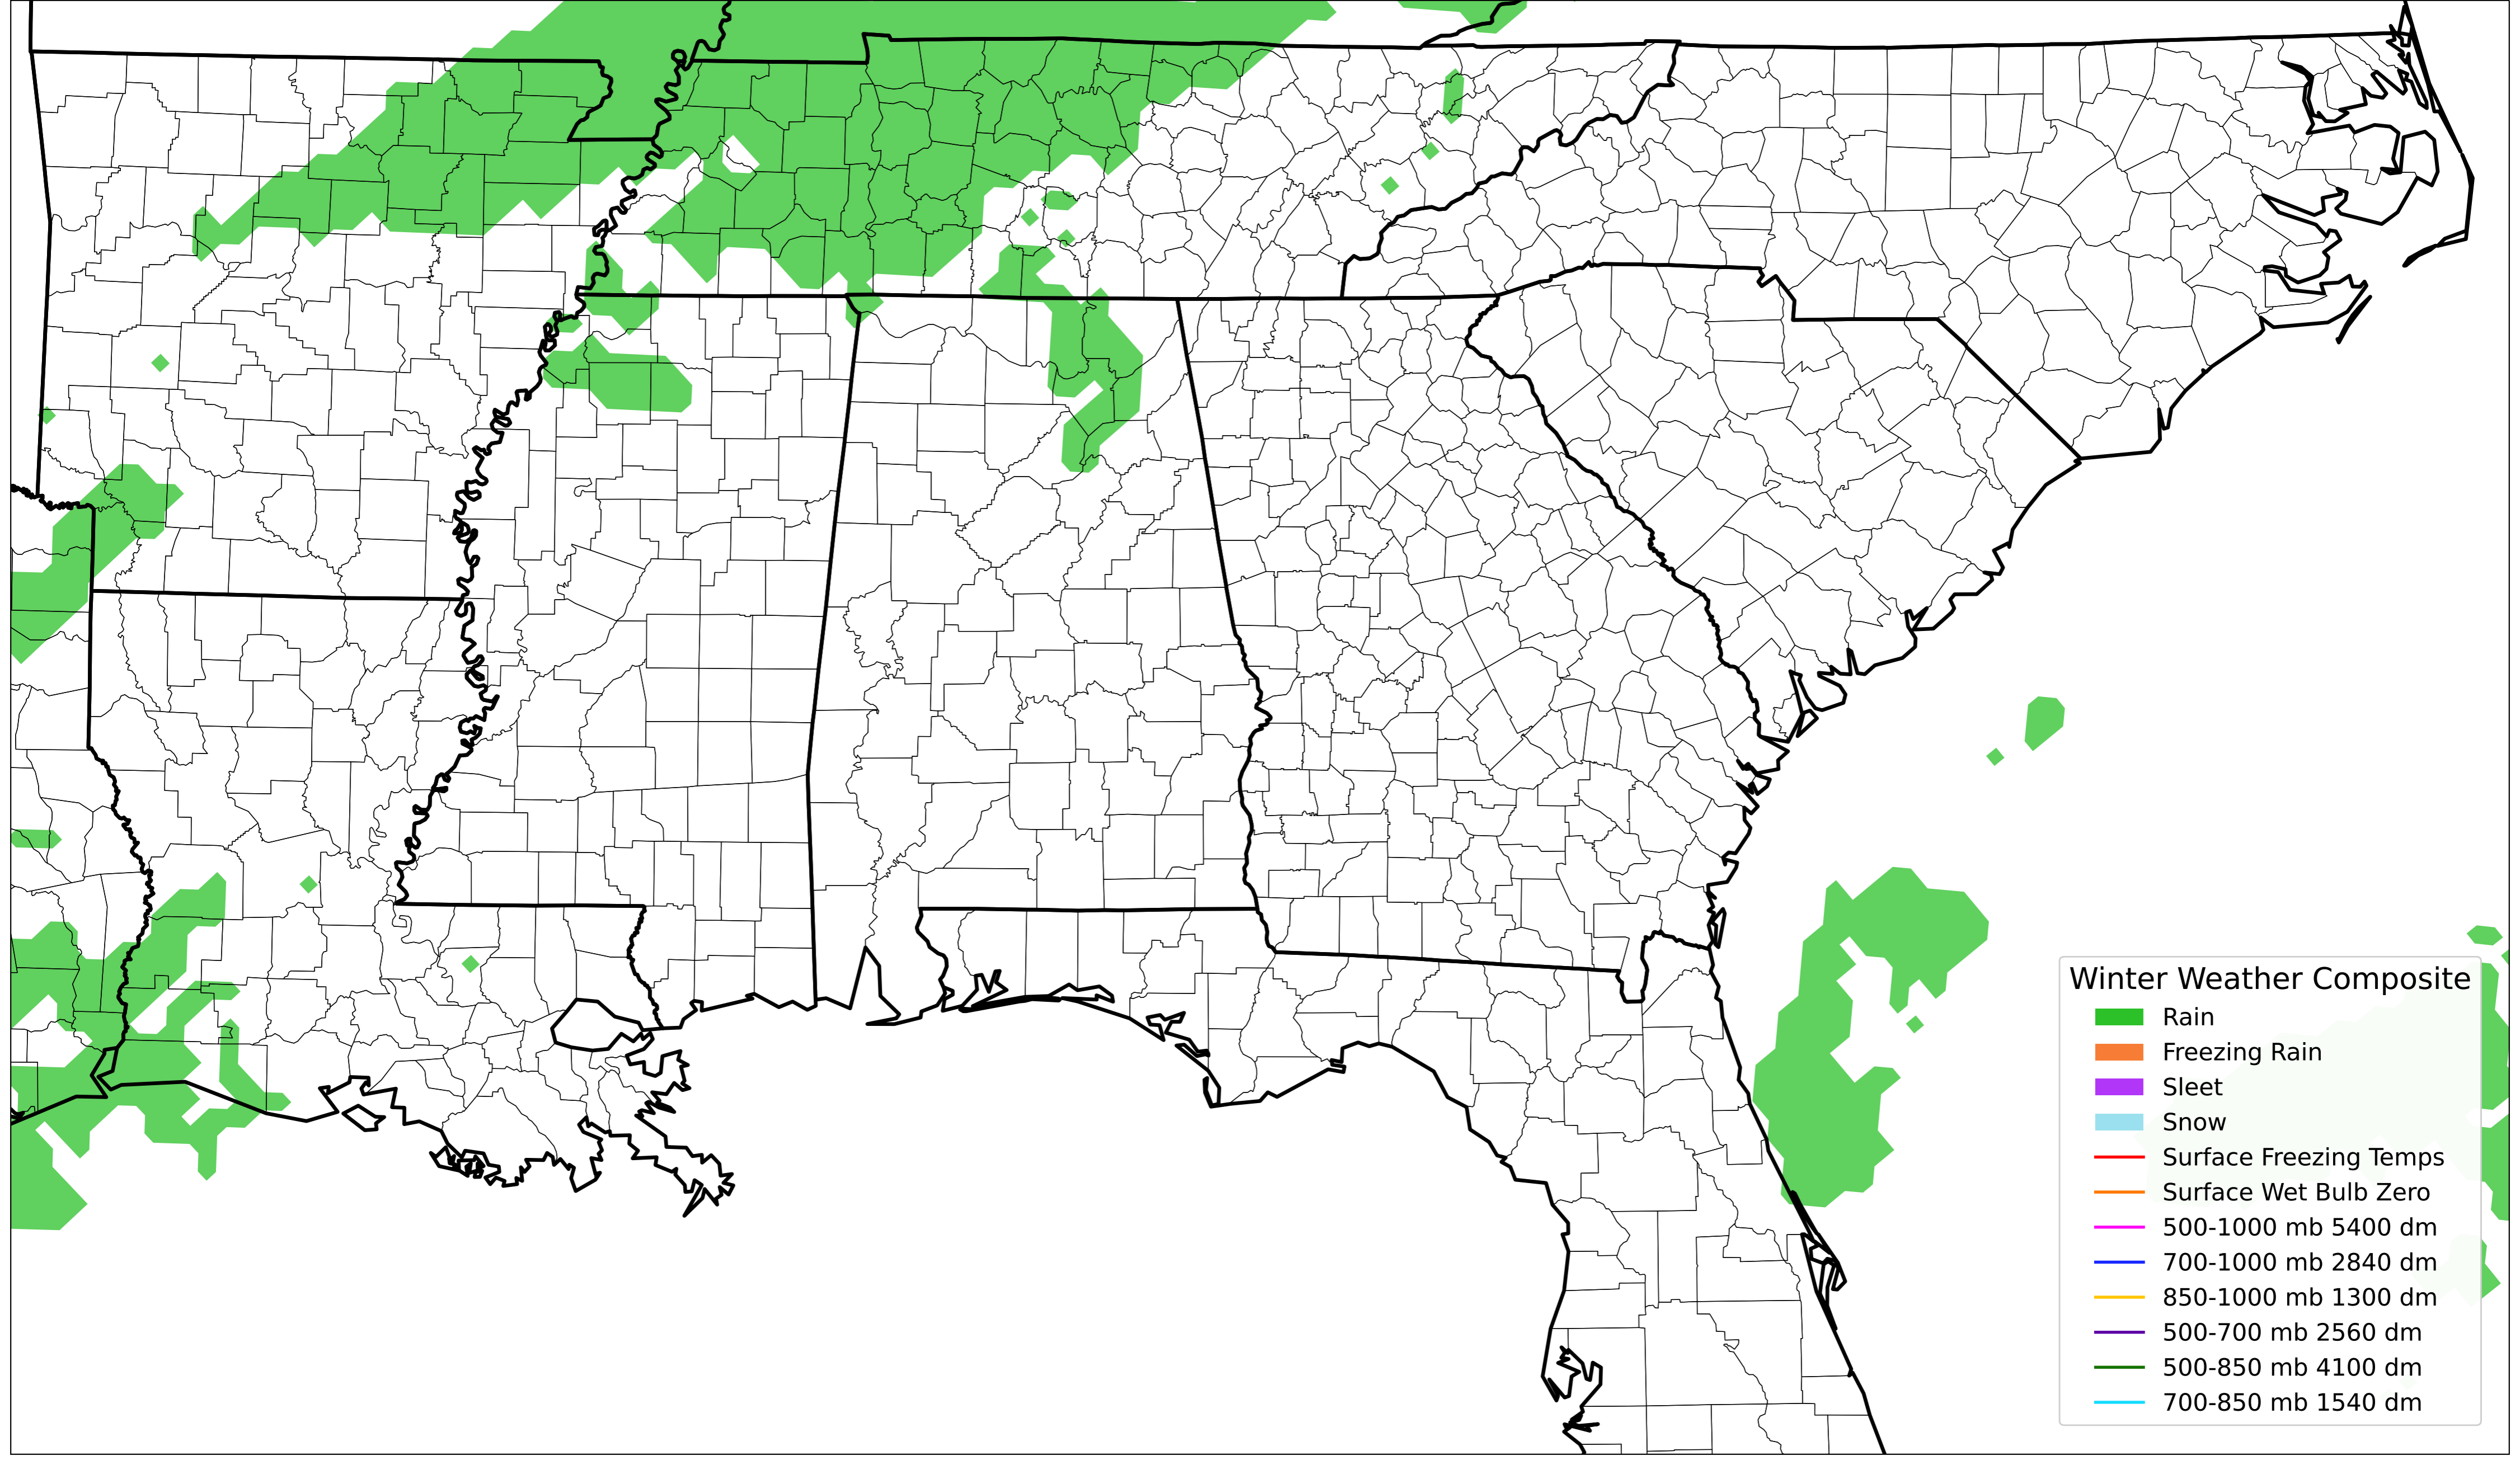 Winter Weather Composite
Rain
Freezing Rain
Sleet
Snow
Surface Freezing Temps
Surface Wet Bulb Zero
500-1000 mb 5400 dm
700-1000 mb 2840 dm
850-1000 mb 1300 dm
500-700 mb 2560 dm
500-850 mb 4100 dm
700-850 mb 1540 dm